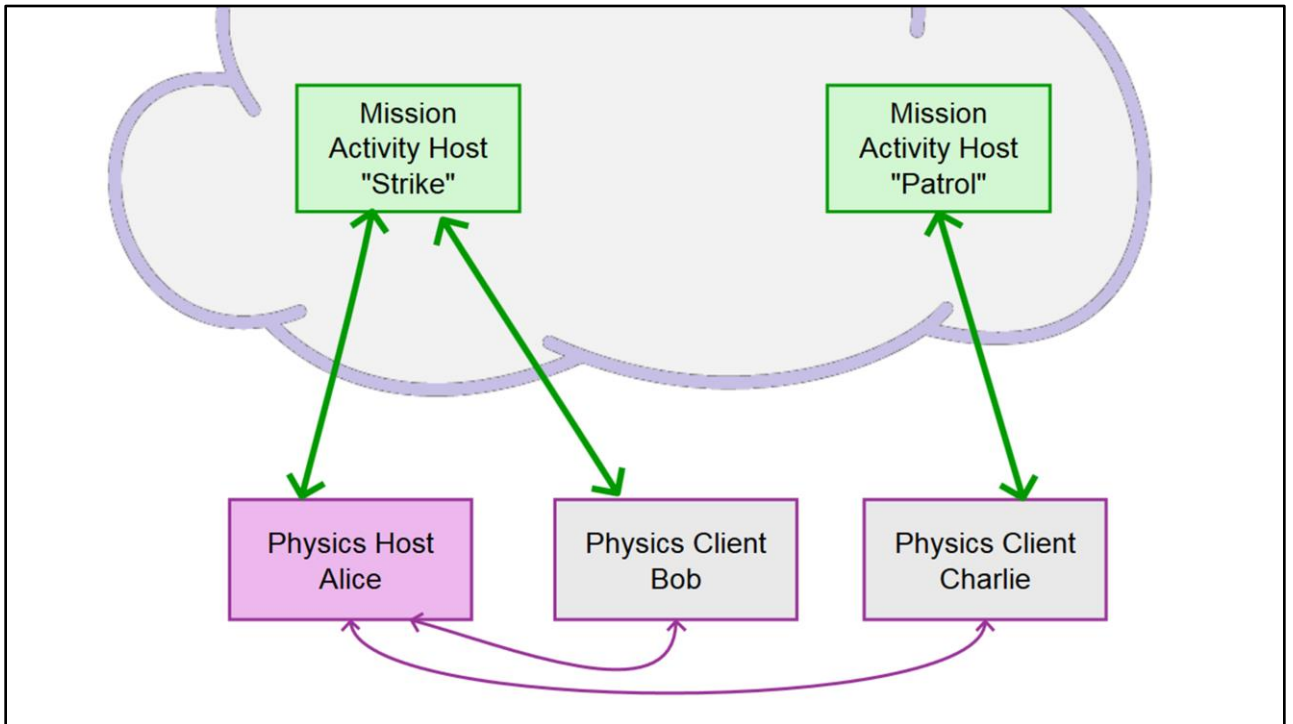 Mission
Activity Host
"Strike"
Mission
Activity Host
"Patrol"
Physics Host
Alice
Physics Client
Bob
Physics Client
Charlie